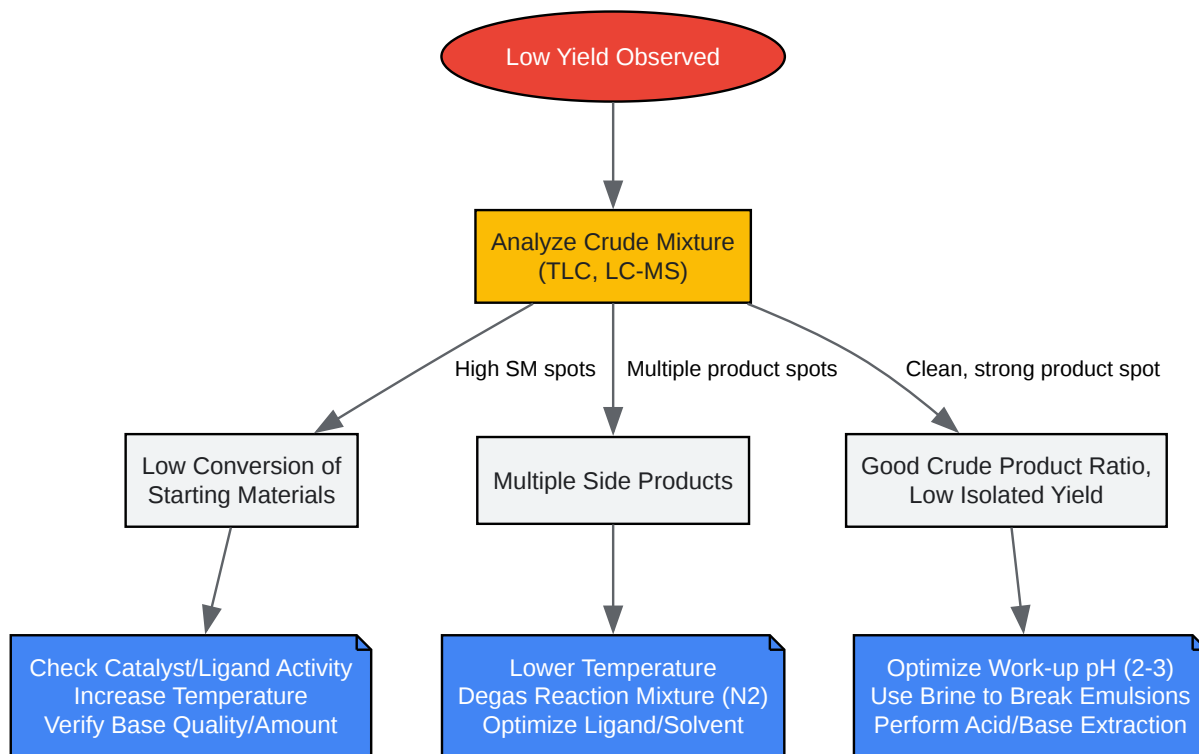 Low Yield Observed
Analyze Crude Mixture
(TLC, LC-MS)
High SM spots
Multiple product spots
Clean, strong product spot
Low Conversion of
Starting Materials
Multiple Side Products
Good Crude Product Ratio,
Low Isolated Yield
Check Catalyst/Ligand Activity
Increase Temperature
Verify Base Quality/Amount
Lower Temperature
Degas Reaction Mixture (N2)
Optimize Ligand/Solvent
Optimize Work-up pH (2-3)
Use Brine to Break Emulsions
Perform Acid/Base Extraction